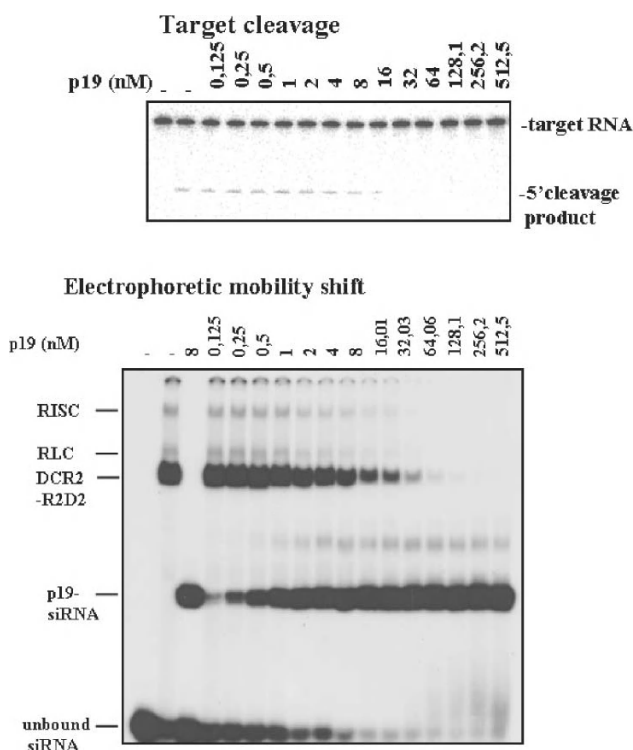 Target cleavage
p19 (nM) - - 0,125 0,25 0,5 1 2 4 8 16 32 64 128,1 256,2 512,5
-target RNA
-5'cleavage
product
Electrophoretic mobility shift
p19 (nM) - - 8 0,125 0,25 0,5 1 2 4 8 16,01 32,03 64,06 128,1 256,2 512,5
RISC
RLC
DCR2
-R2D2
p19-
siRNA
unbound
siRNA